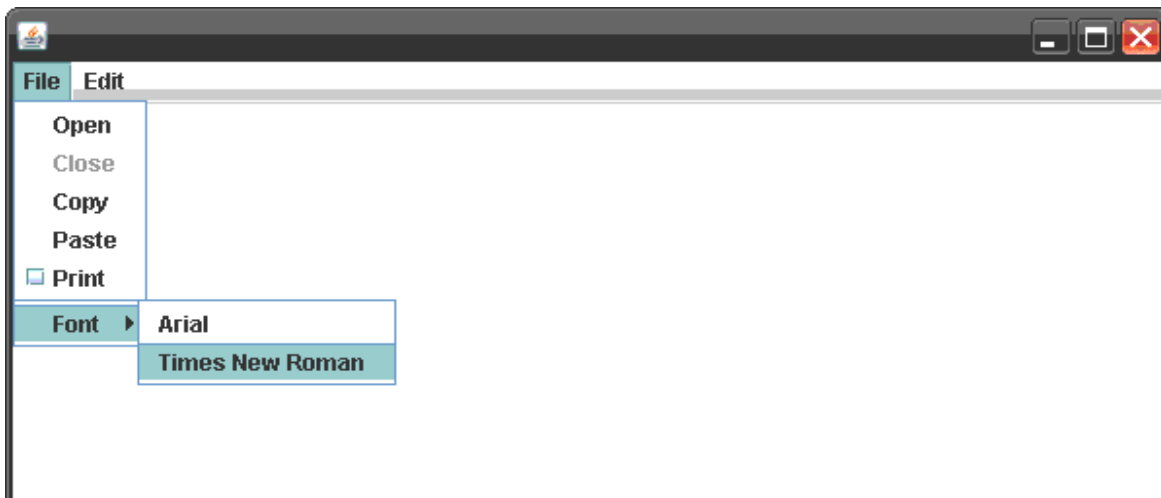 File Edit
Open
Close
Copy
Paste
Print
Font
Arial
Times New Roman